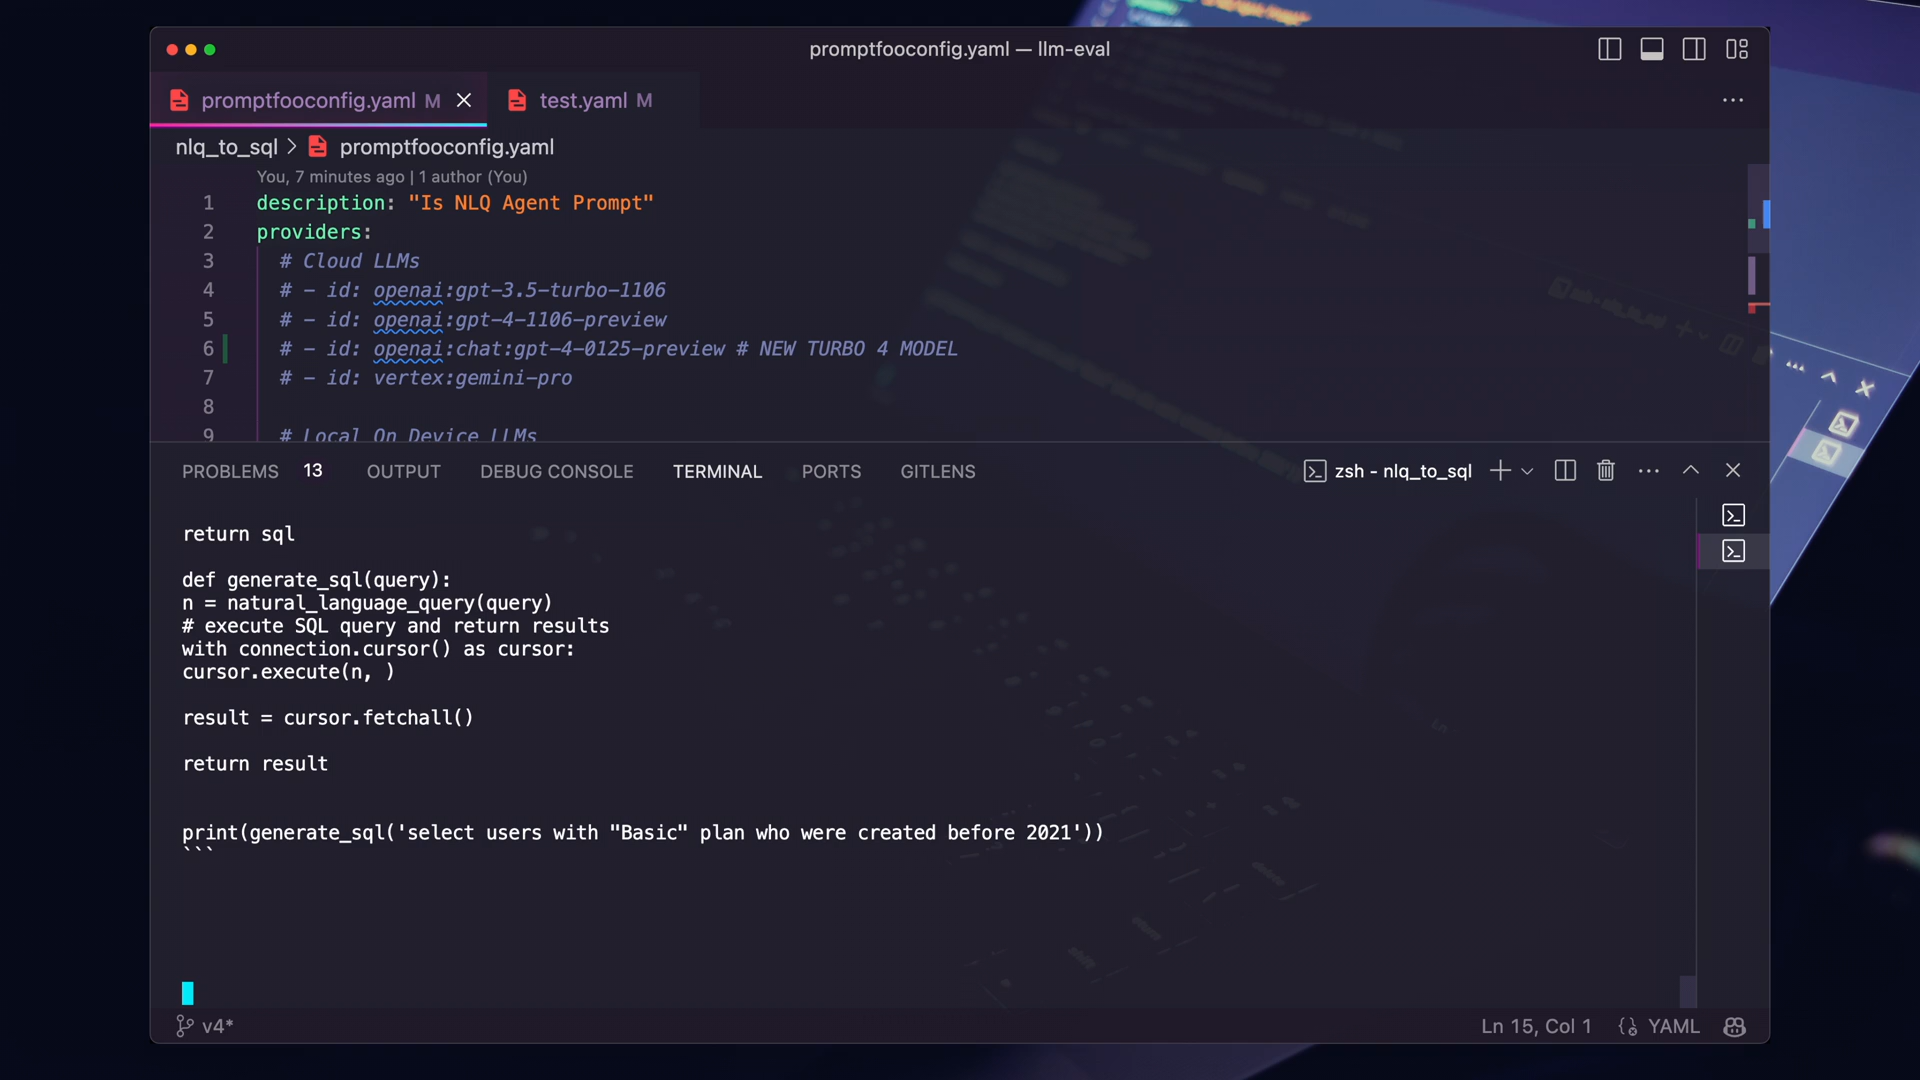 promptfooconfig.yaml — llm-eval
promptfooconfig.yaml M
test.yaml M
nlq_to_sql > promptfooconfig.yaml
You, 7 minutes ago | 1 author (You)
1 description: "Is NLQ Agent Prompt"
2 providers:
3 # Cloud LLMs
4 # - id: openai:gpt-3.5-turbo-1106
5 # - id: openai:gpt-4-1106-preview
6 # - id: openai:chat:gpt-4-0125-preview # NEW TURBO 4 MODEL
7 # - id: vertex:gemini-pro
8
9 # Local On Device LLMs
PROBLEMS 13 OUTPUT DEBUG CONSOLE TERMINAL PORTS GITLENS
zsh - nlq_to_sql
return sql
def generate_sql(query):
n = natural_language_query(query)
# execute SQL query and return results
with connection.cursor() as cursor:
cursor.execute(n, )
result = cursor.fetchall()
return result
print(generate_sql('select users with "Basic" plan who were created before 2021'))
```
v4*
Ln 15, Col 1
YAML